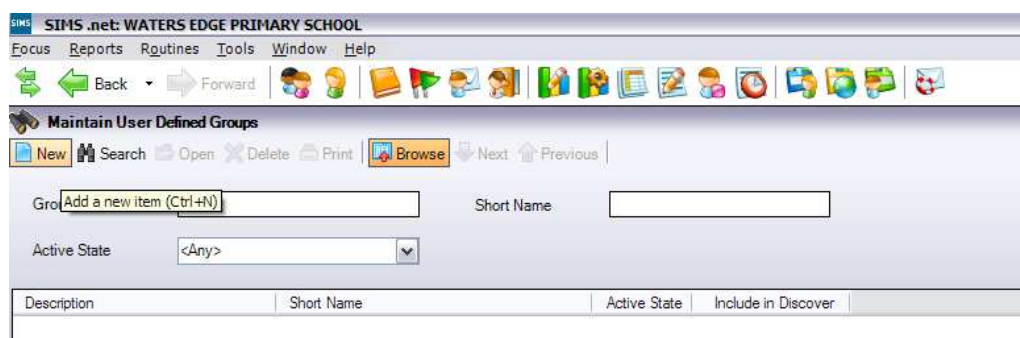 SIMS SIMS .net: WATERS EDGE PRIMARY SCHOOL
Focus Reports Routines Tools Window Help
Back Forward
Maintain User Defined Groups
New Search Open Delete Print Browse Next Previous
Add a new item (Ctrl+N) Short Name
Active State <Any>
Description Short Name Active State Include in Discover